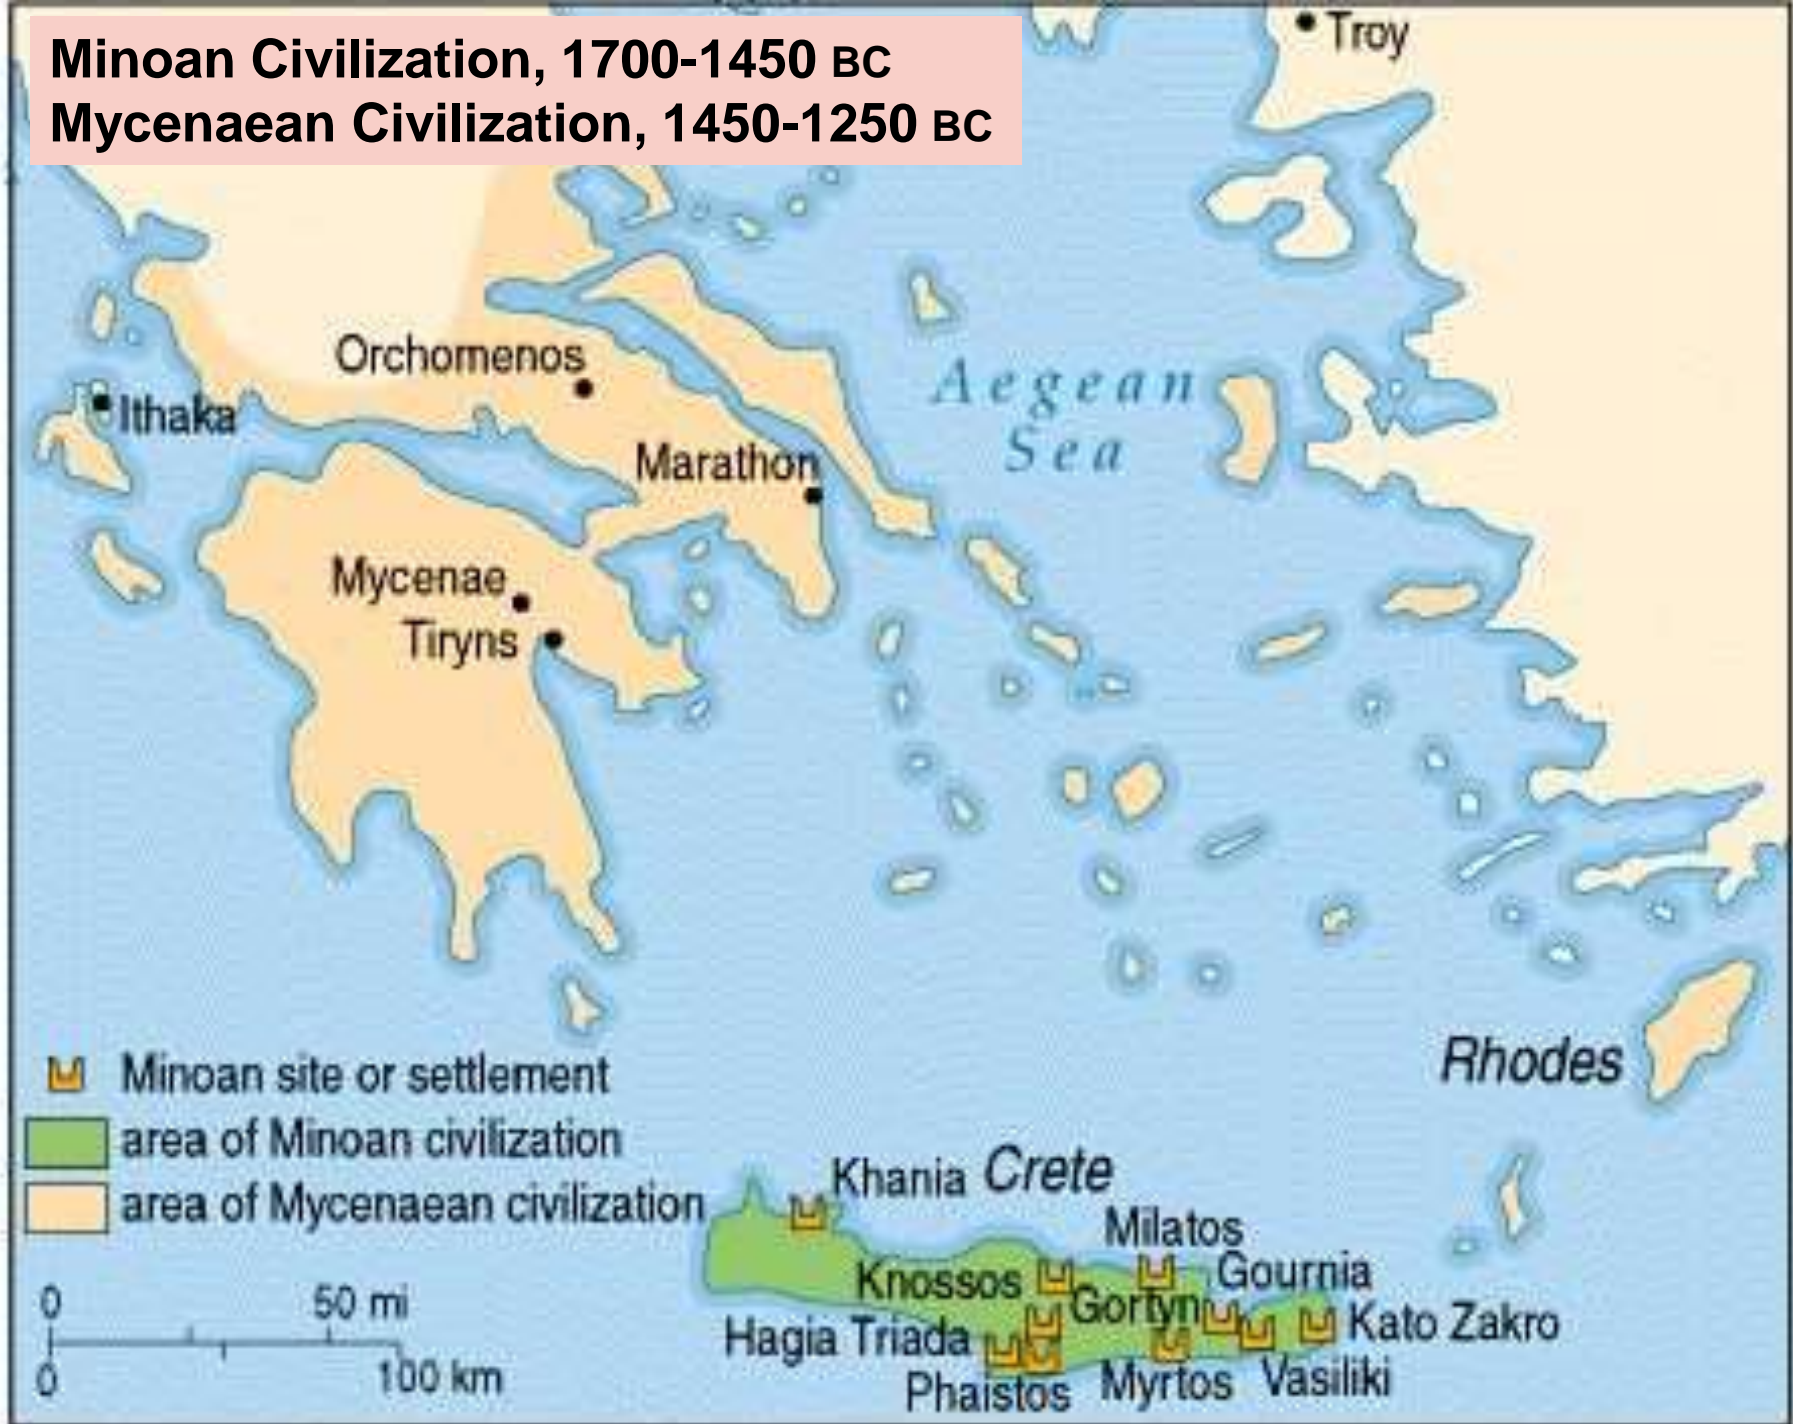 Minoan Civilization, 1700-1450 BC
Mycenaean Civilization, 1450-1250 BC
Troy
Orchomenos
Ithaka
Aegean
Sea
Marathon
Mycenae
Tiryns
Rhodes
Minoan site or settlement
area of Minoan civilization
area of Mycenaean civilization
Khania
Crete
Milatos
Knossos
Gournia
Gortyn
Hagia Triada
Kato Zakro
Phaistos
Myrtos
Vasiliki
0 50 mi
0 100 km